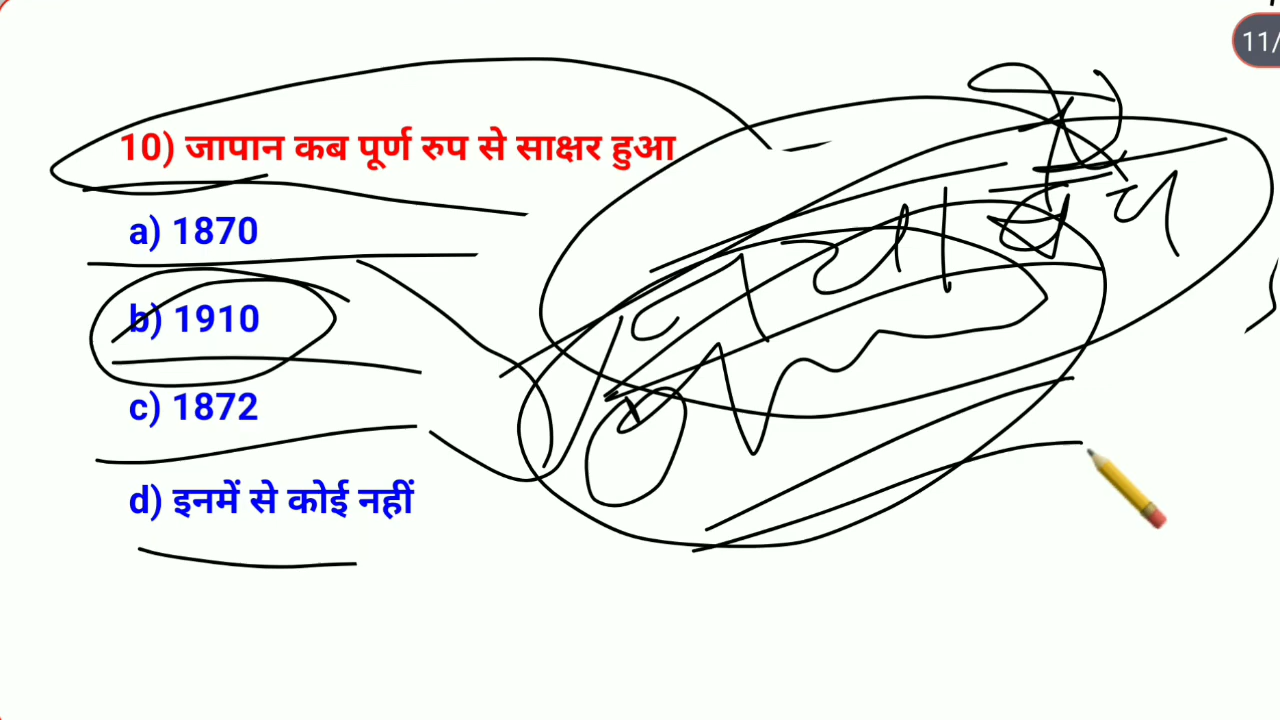 11/
10) जापान कब पूर्ण रुप से साक्षर हुआ
a) 1870
b) 1910
c) 1872
d) इनमें से कोई नहीं